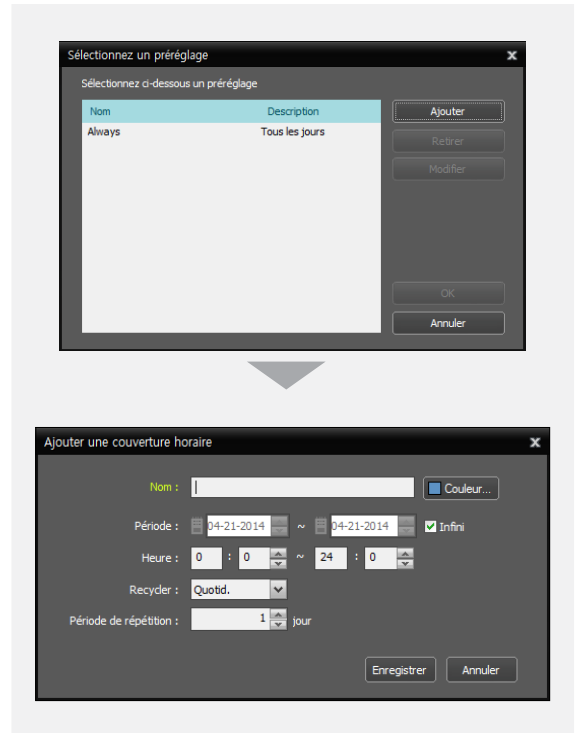 Sélectionnez un préréglage x
Sélectionnez ci-dessous un préréglage
Nom Description
Always Tous les jours
Ajouter
Retirer
Modifier
OK
Annuler
Ajouter une couverture horaire x
Nom : Couleur...
Période : 04-21-2014 ~ 04-21-2014 Infini
Heure : 0 : 0 ~ 24 : 0
Recycler : Quotid.
Période de répétition : 1 jour
Enregistrer Annuler